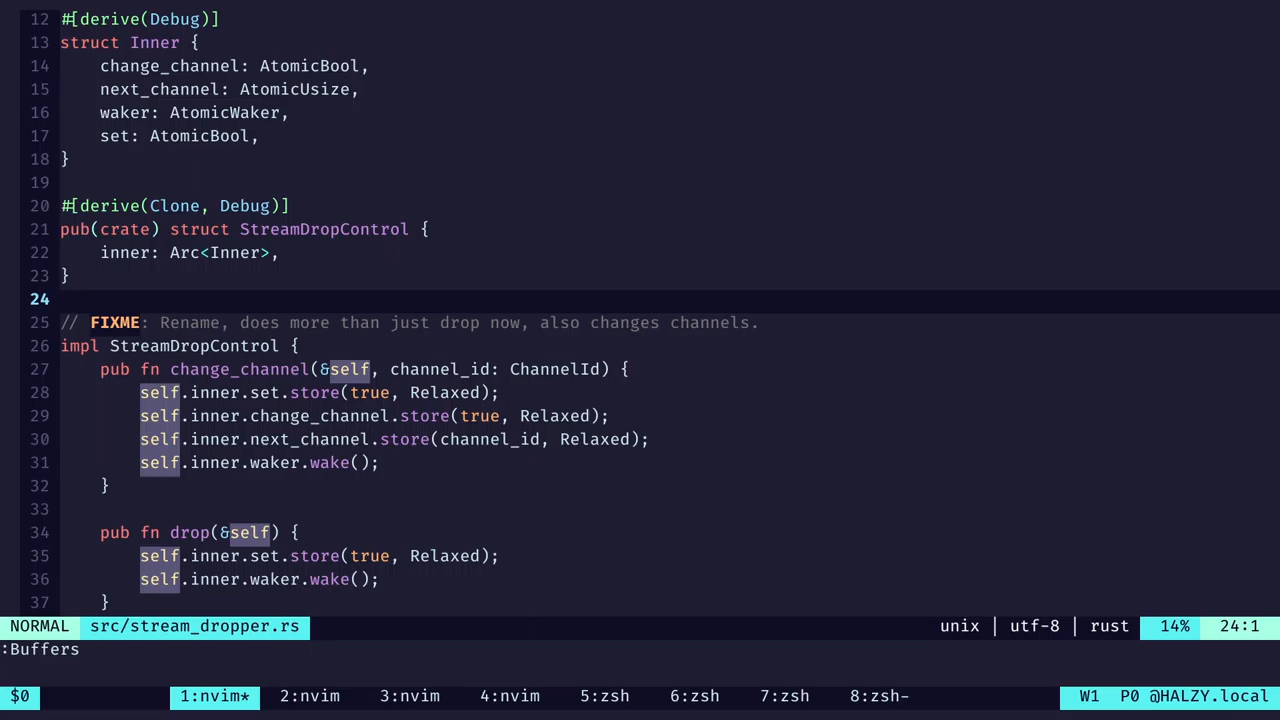 12 #[derive(Debug)]
13 struct Inner {
14     change_channel: AtomicBool,
15     next_channel: AtomicUsize,
16     waker: AtomicWaker,
17     set: AtomicBool,
18 }
19
20 #[derive(Clone, Debug)]
21 pub(crate) struct StreamDropControl {
22     inner: Arc<Inner>,
23 }
24
25 // FIXME: Rename, does more than just drop now, also changes channels.
26 impl StreamDropControl {
27     pub fn change_channel(&self, channel_id: ChannelId) {
28         self.inner.set.store(true, Relaxed);
29         self.inner.change_channel.store(true, Relaxed);
30         self.inner.next_channel.store(channel_id, Relaxed);
31         self.inner.waker.wake();
32     }
33
34     pub fn drop(&self) {
35         self.inner.set.store(true, Relaxed);
36         self.inner.waker.wake();
37     }
NORMAL src/stream_dropper.rs unix | utf-8 | rust 14% 24:1
:Buffers
$0 1:nvim* 2:nvim 3:nvim 4:nvim 5:zsh 6:zsh 7:zsh 8:zsh- W1 P0 @HALZY.local